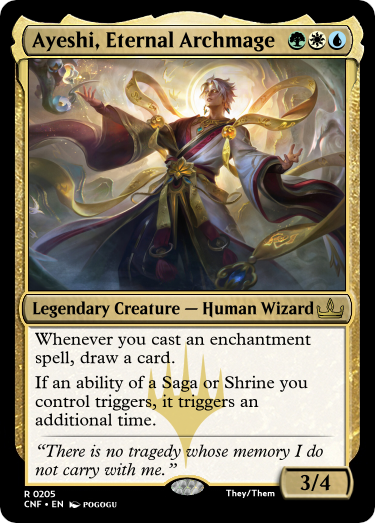 Ayeshi, Eternal Archmage
Legendary Creature — Human Wizard
Whenever you cast an enchantment
spell, draw a card.
If an ability of a Saga or Shrine you
control triggers, it triggers an
additional time.
“There is no tragedy whose memory I do
not carry with me.”
3/4
R 0205
CNF • EN POGOGU
They/Them